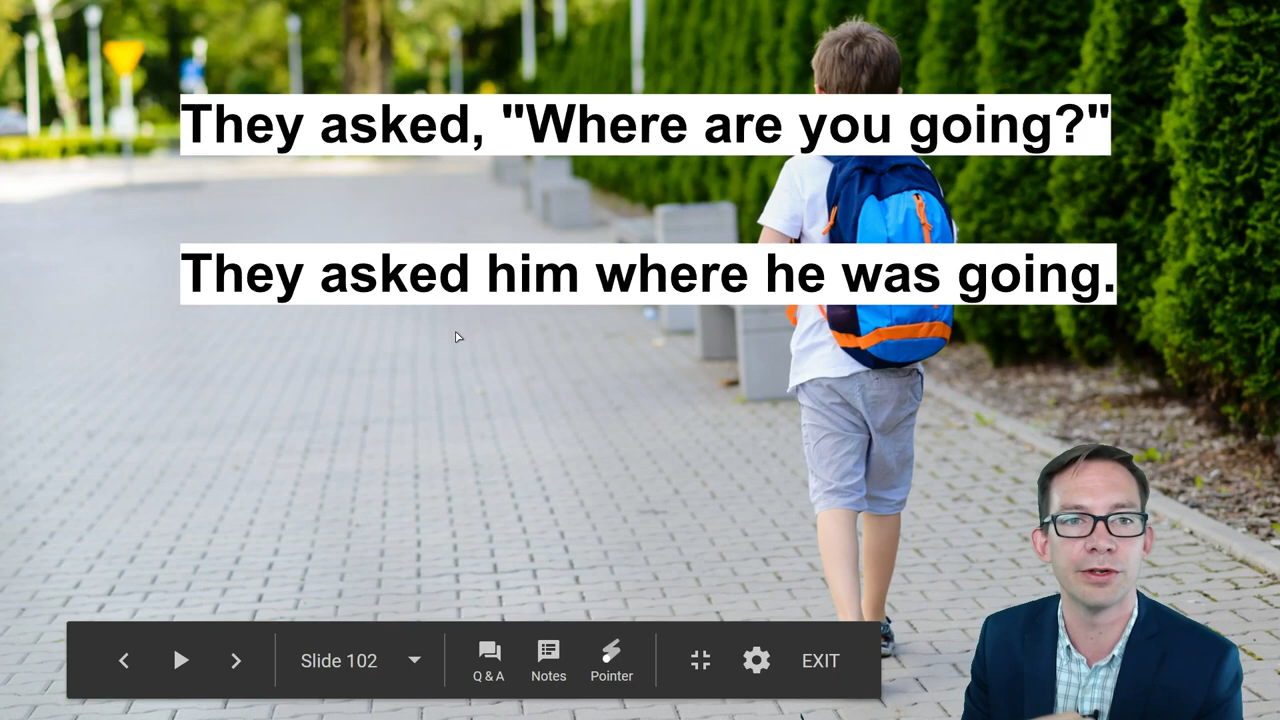 They asked, "Where are you going?"
They asked him where he was going.
Slide 102
Q & A
Notes
Pointer
EXIT